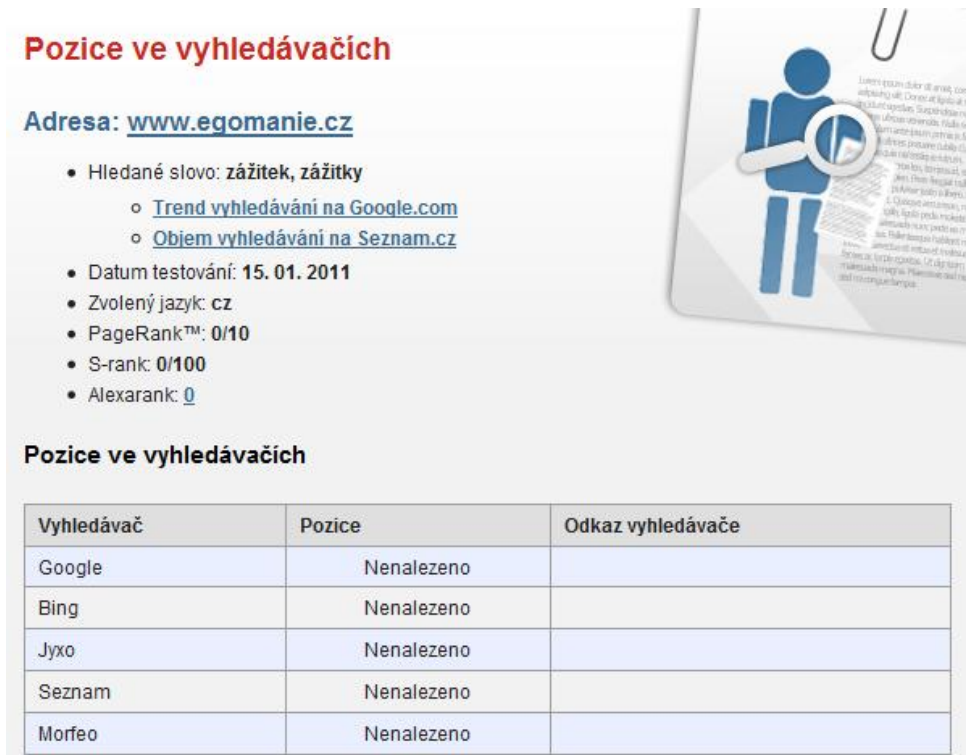 Pozice ve vyhledávačích
Adresa: www.egomanie.cz
Hledané slovo: zážitek, zážitky
Trend vyhledávání na Google.com
Objem vyhledávání na Seznam.cz
Datum testování: 15. 01. 2011
Zvolený jazyk: cz
PageRank™: 0/10
S-rank: 0/100
Alexarank: 0
Pozice ve vyhledávačích
Vyhledávač Pozice Odkaz vyhledávače
Google Nenalezeno
Bing Nenalezeno
Jyxo Nenalezeno
Seznam Nenalezeno
Morfeo Nenalezeno